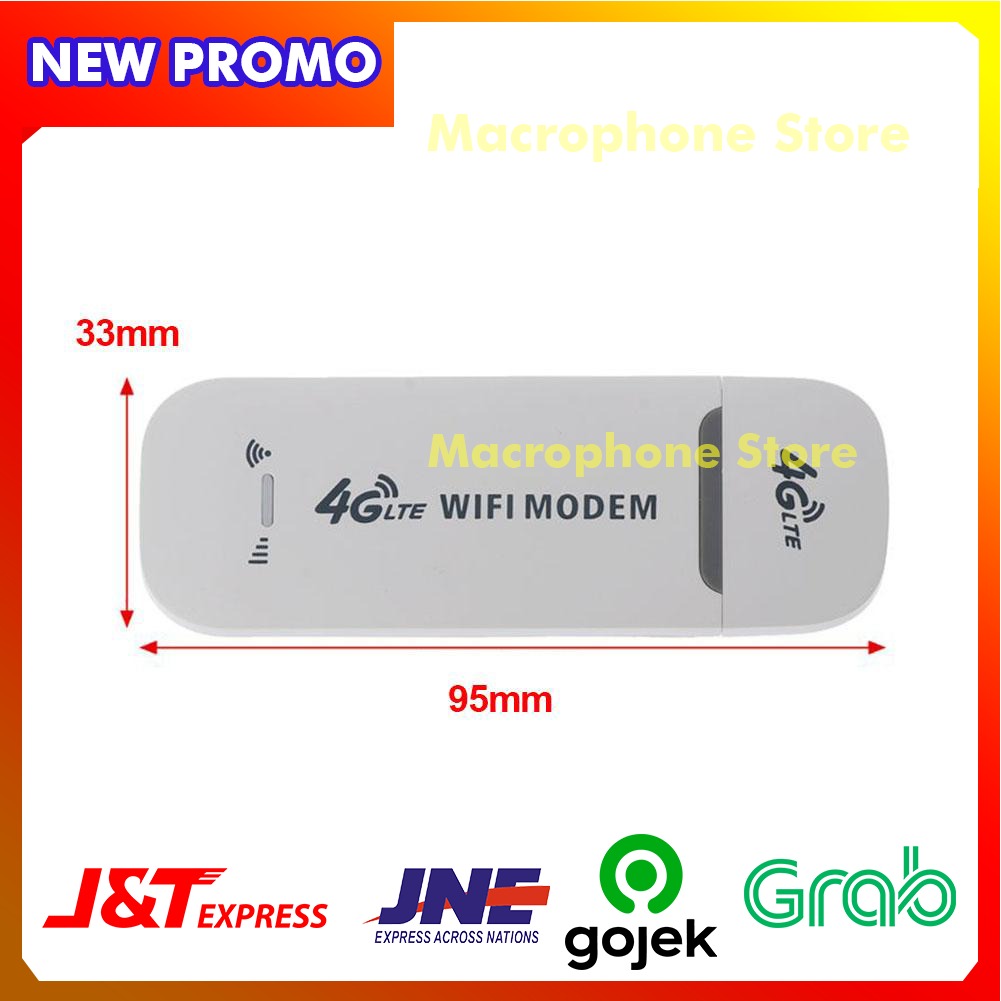 NEW PROMO
Macrophone Store
33mm
Macrophone Store
4G LTE WIFI MODEM
4G LTE
95mm
J&T EXPRESS
JNE
EXPRESS ACROSS NATIONS
gojek
Grab